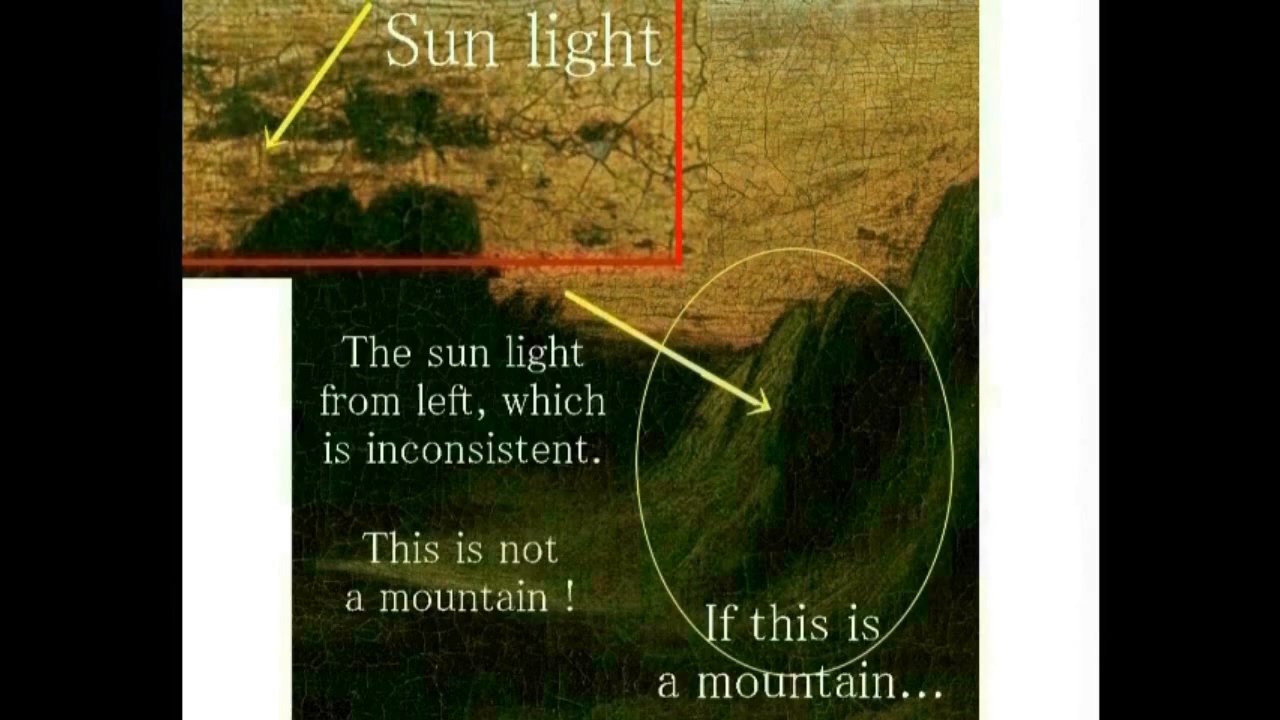 Sun light
The sun light
from left, which
is inconsistent.
This is not
a mountain !
If this is
a mountain...